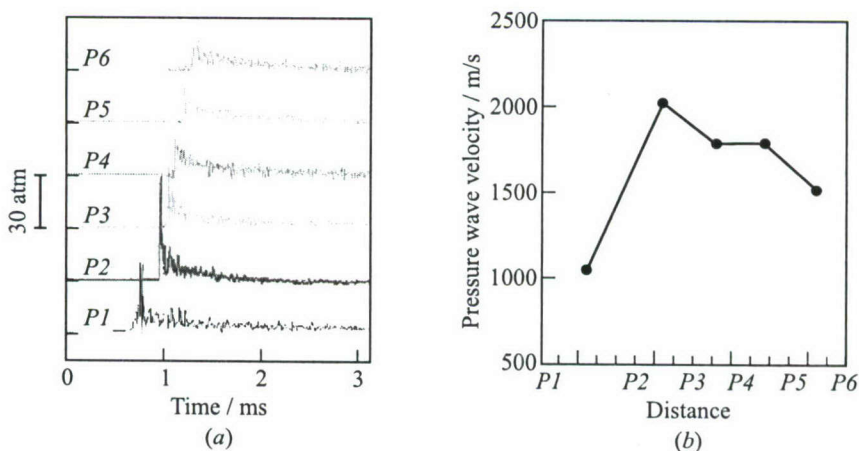 P6
P5
P4
P3
P2
P1
30 atm
0 1 2 3
Time / ms
(a)
2500
2000
1500
1000
500
Pressure wave velocity / m/s
P1 P2 P3 P4 P5 P6
Distance
(b)